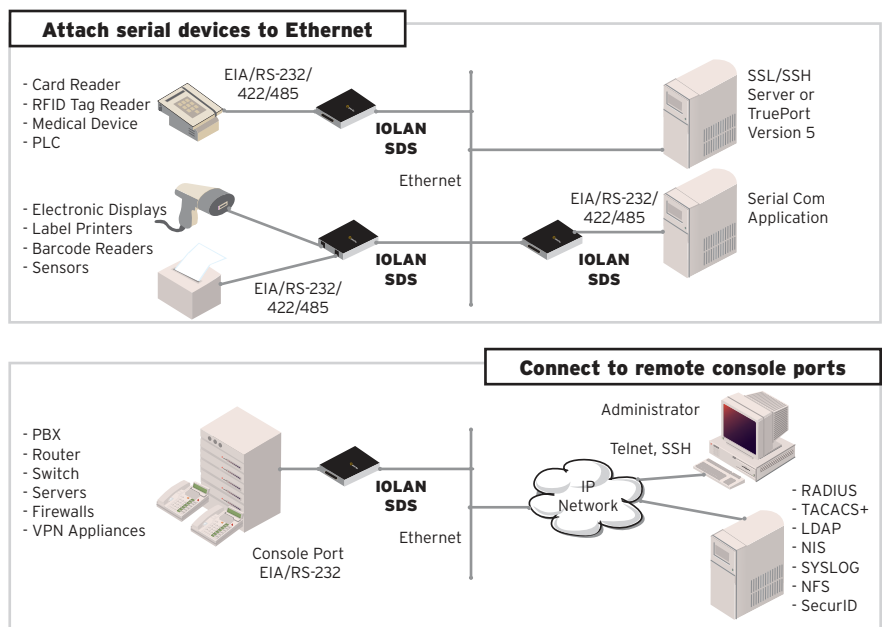 Attach serial devices to Ethernet
- Card Reader
- RFID Tag Reader
- Medical Device
- PLC
EIA/RS-232/
422/485
IOLAN
SDS
SSL/SSH
Server or
TruePort
Version 5
Ethernet
- Electronic Displays
- Label Printers
- Barcode Readers
- Sensors
EIA/RS-232/
422/485
IOLAN
SDS
EIA/RS-232/
422/485
IOLAN
SDS
Serial Com
Application
Connect to remote console ports
- PBX
- Router
- Switch
- Servers
- Firewalls
- VPN Appliances
Console Port
EIA/RS-232
IOLAN
SDS
Ethernet
IP
Network
Administrator
Telnet, SSH
- RADIUS
- TACACS+
- LDAP
- NIS
- SYSLOG
- NFS
- SecurID